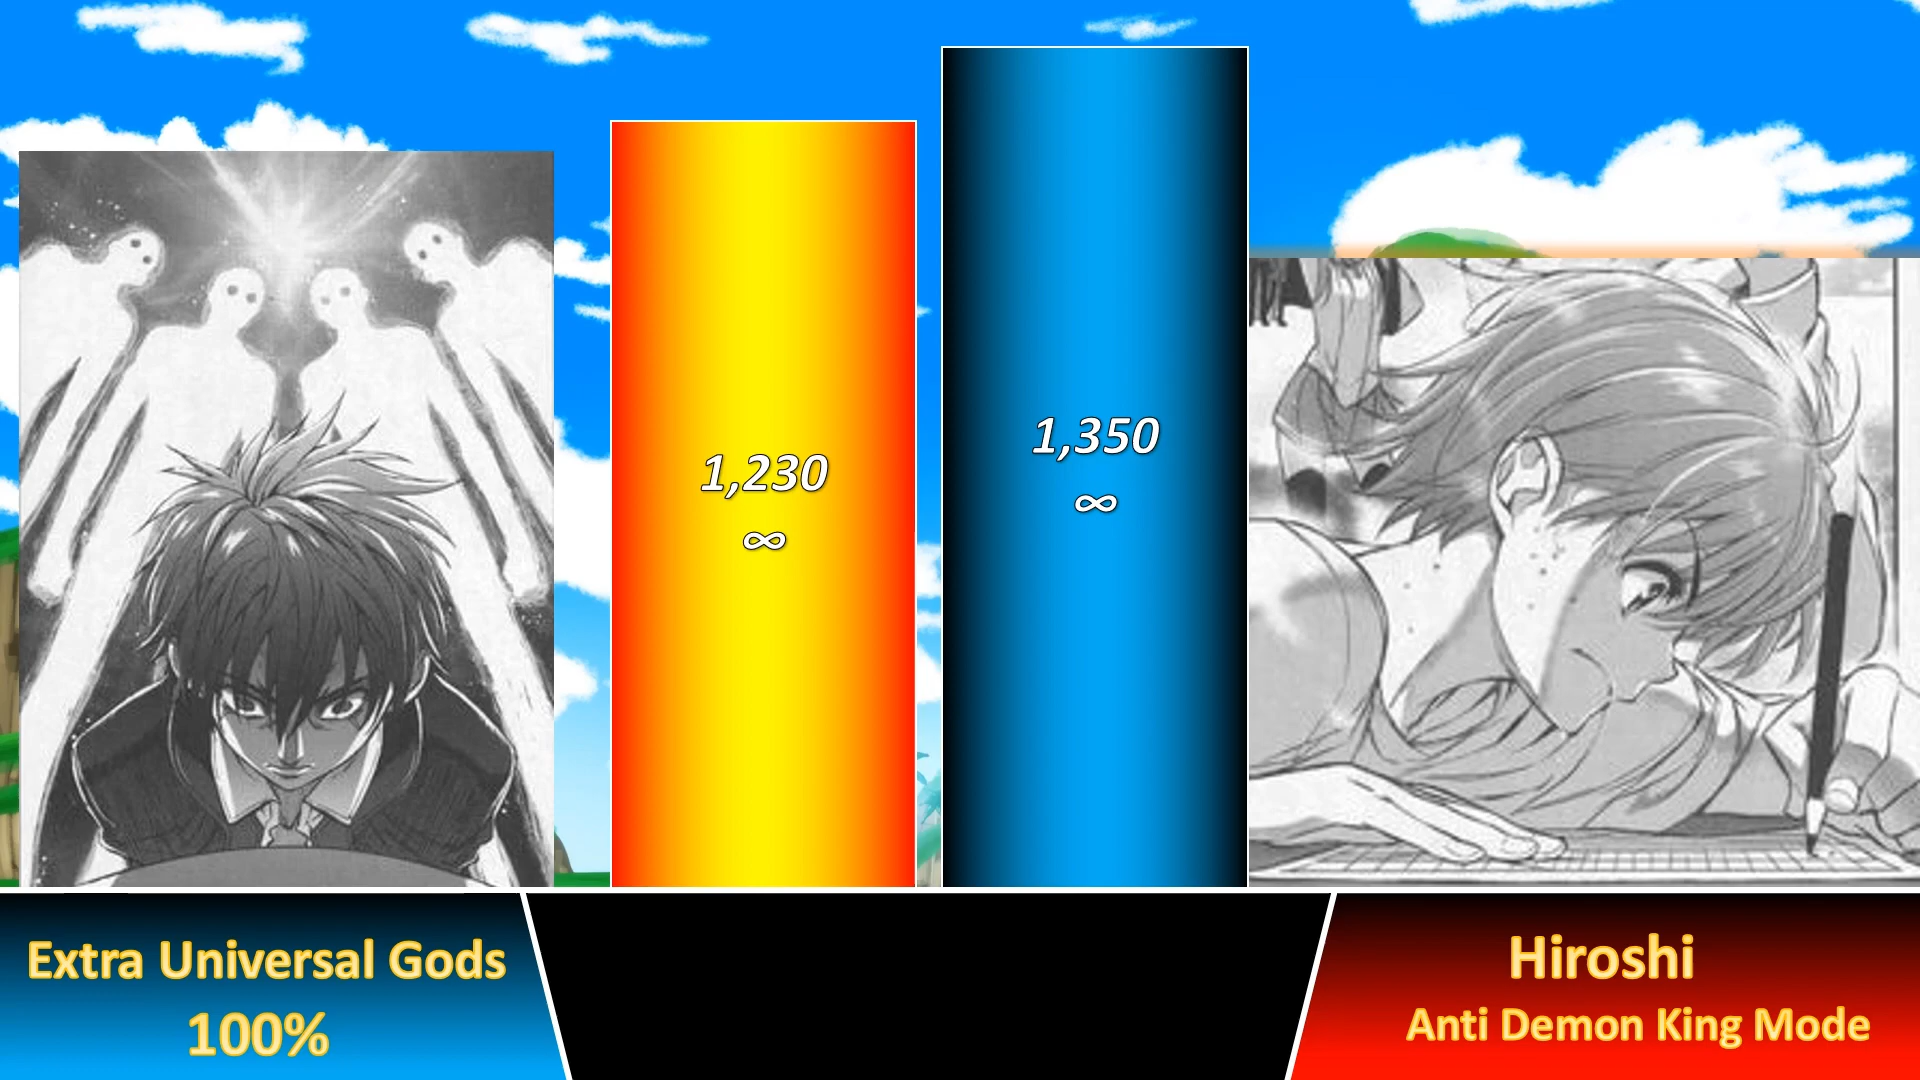 1,230
∞
1,350
∞
Extra Universal Gods
100%
Hiroshi
Anti Demon King Mode